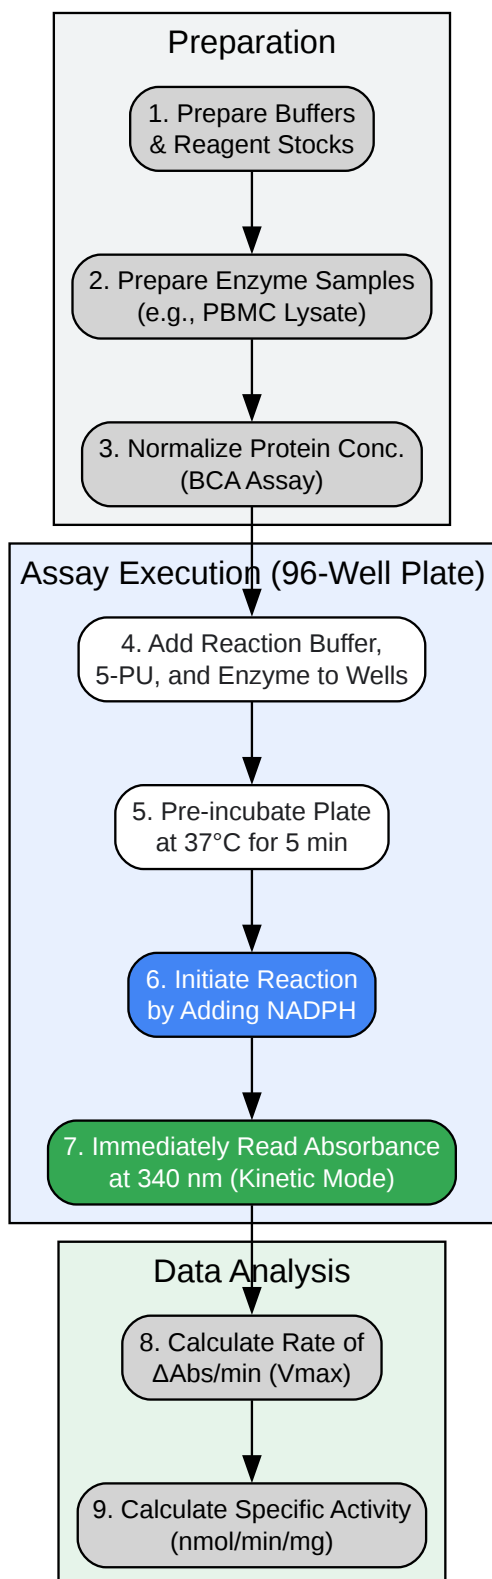 Preparation
1. Prepare Buffers
& Reagent Stocks
2. Prepare Enzyme Samples
(e.g., PBMC Lysate)
3. Normalize Protein Conc.
(BCA Assay)
Assay Execution (96-Well Plate)
4. Add Reaction Buffer,
5-PU, and Enzyme to Wells
5. Pre-incubate Plate
at 37°C for 5 min
6. Initiate Reaction
by Adding NADPH
7. Immediately Read Absorbance
at 340 nm (Kinetic Mode)
Data Analysis
8. Calculate Rate of
ΔAbs/min (Vmax)
9. Calculate Specific Activity
(nmol/min/mg)